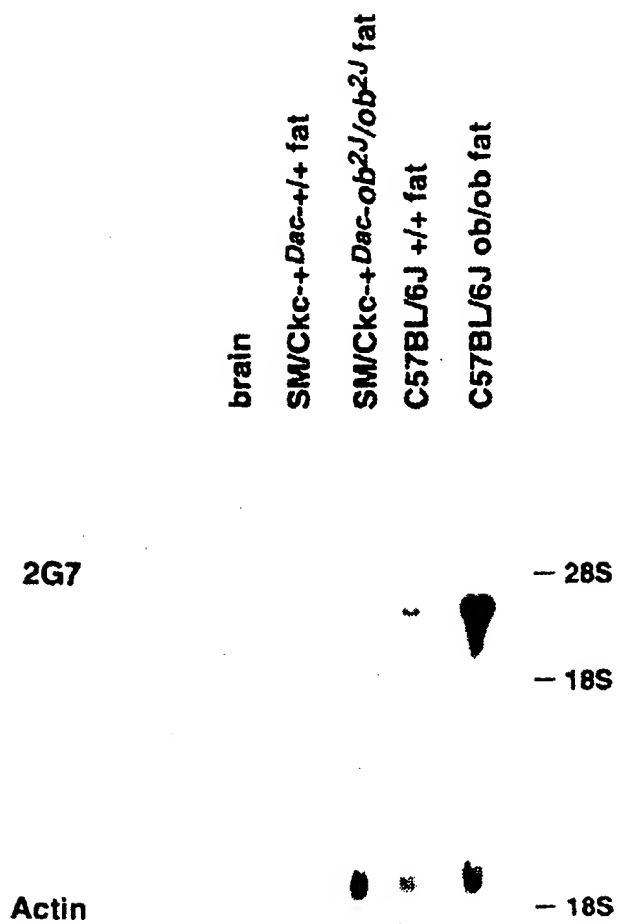 brain
SM/Ckc-+Dac-+/+ fat
SM/Ckc-+Dac-ob2J/ob2J fat
C57BL/6J +/+ fat
C57BL/6J ob/ob fat
2G7
– 28S
– 18S
Actin
– 18S